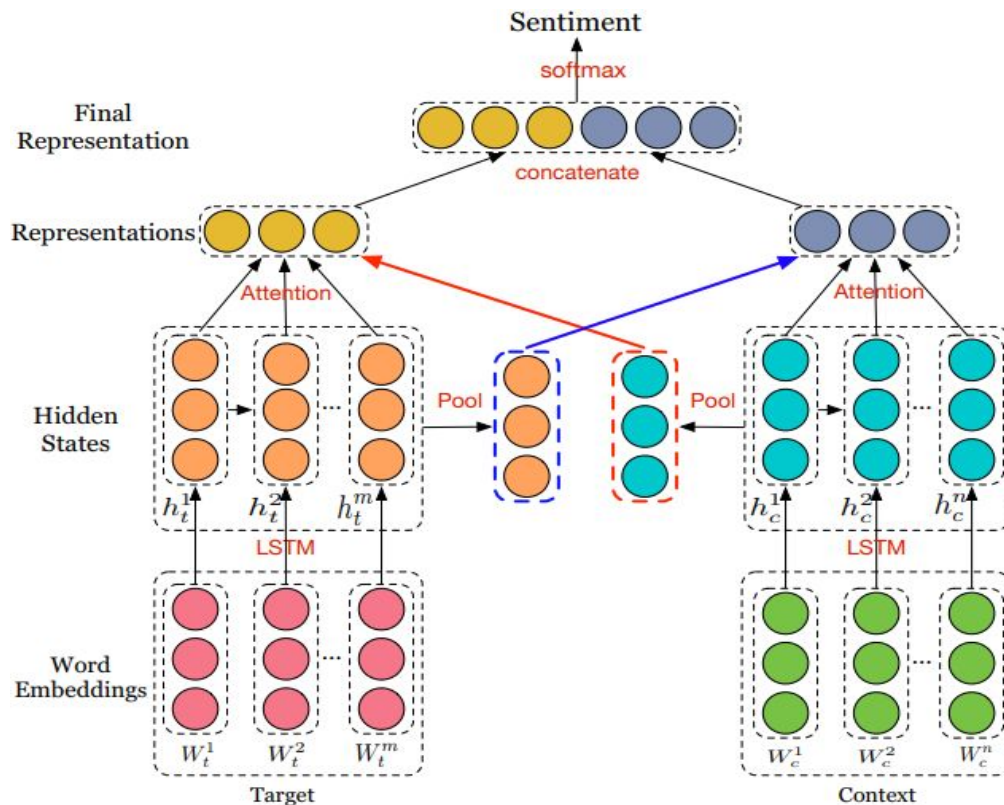 Sentiment
softmax
Final
Representation
concatenate
Representations
Attention
Attention
Hidden
States
Pool
Pool
...
...
h_t^1 h_t^2 h_t^m
h_c^1 h_c^2 h_c^n
LSTM
LSTM
Word
Embeddings
...
...
W_t^1 W_t^2 W_t^m
W_c^1 W_c^2 W_c^n
Target
Context